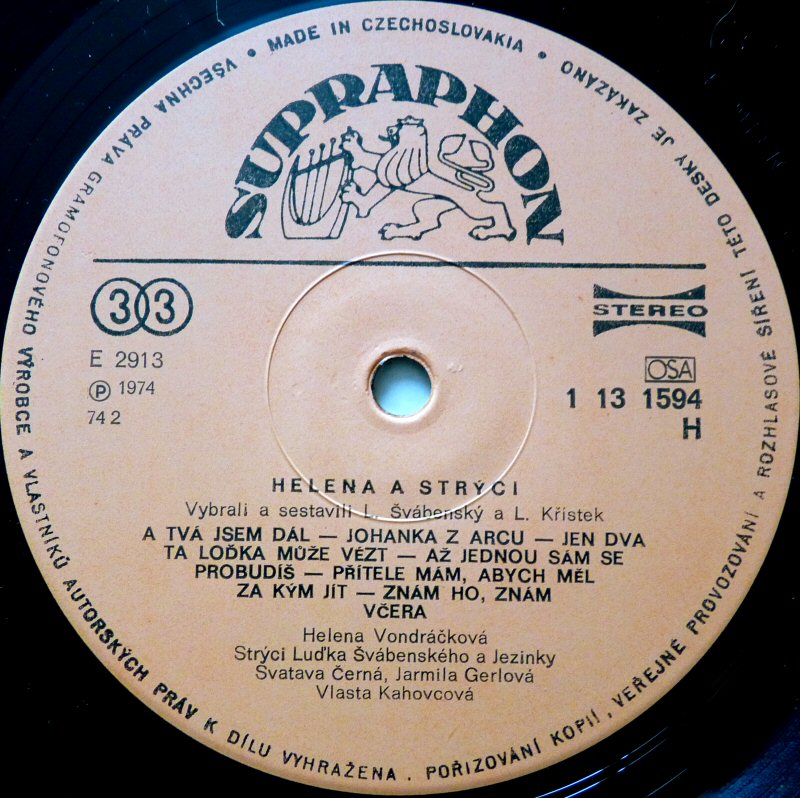 VŠECHNA PRÁVA GRAMOFONOVÉHO VÝROBCE A VLASTNÍKŮ AUTORSKÝCH PRÁV K DÍLU VYHRAŽENA . POŘIZOVÁNÍ KOPIÍ, VEŘEJNÉ PROVOZOVÁNÍ A ROZHLASOVÉ ŠÍŘENÍ TÉTO DESKY JE ZAKÁZÁNO • MADE IN CZECHOSLOVAKIA •
SUPRAPHON
33
STEREO
E 2913
OSA
Ⓟ 1974
1 13 1594
74 2
H
HELENA A STRÝCI
Vybrali a sestavili L. Švábenský a L. Křístek
A TVÁ JSEM DÁL — JOHANKA Z ARCU — JEN DVA
TA LOĎKA MŮŽE VÉZT — AŽ JEDNOU SÁM SE
PROBUDÍŠ — PŘÍTELE MÁM, ABYCH MĚL
ZA KÝM JÍT — ZNÁM HO, ZNÁM
VČERA
Helena Vondráčková
Strýci Luďka Švábenského a Jezinky
Svatava Černá, Jarmila Gerlová
Vlasta Kahovcová